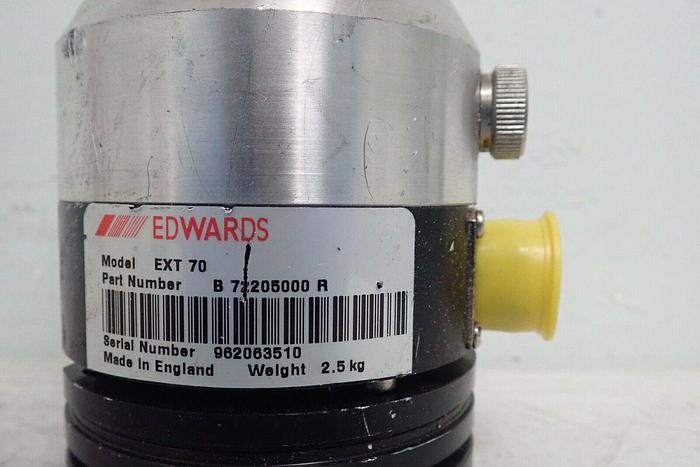 EDWARDS
Model EXT 70
Part Number B 72205000 R
Serial Number 962063510
Made In England Weight 2.5 kg